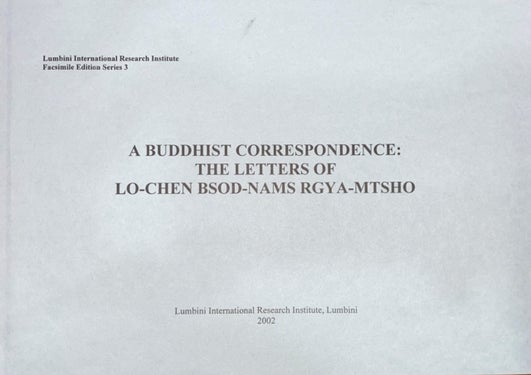 Lumbini International Research Institute
Facsimile Edition Series 3
A BUDDHIST CORRESPONDENCE:
THE LETTERS OF
LO-CHEN BSOD-NAMS RGYA-MTSHO
Lumbini International Research Institute, Lumbini
2002